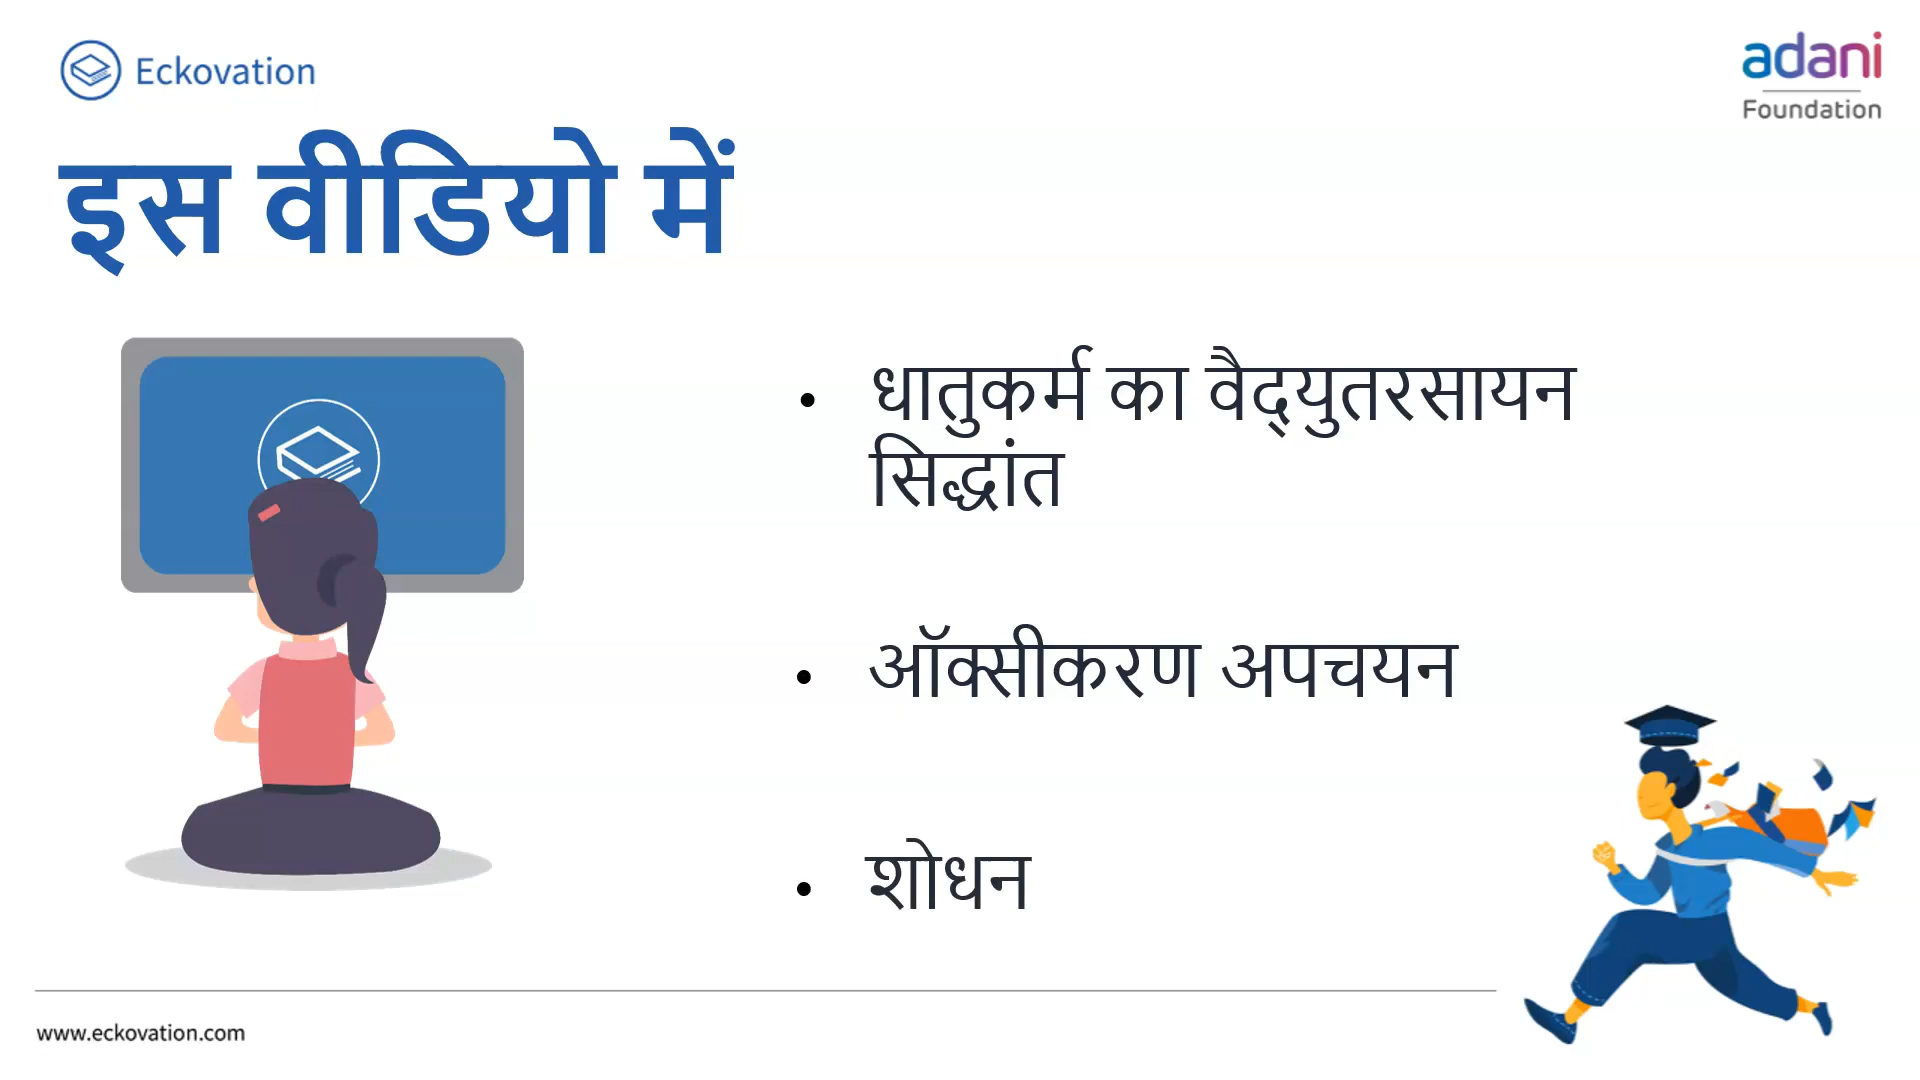 Eckovation
adani
Foundation
इस वीडियो में
• धातुकर्म का वैद्युतरसायन
सिद्धांत
• ऑक्सीकरण अपचयन
• शोधन
www.eckovation.com